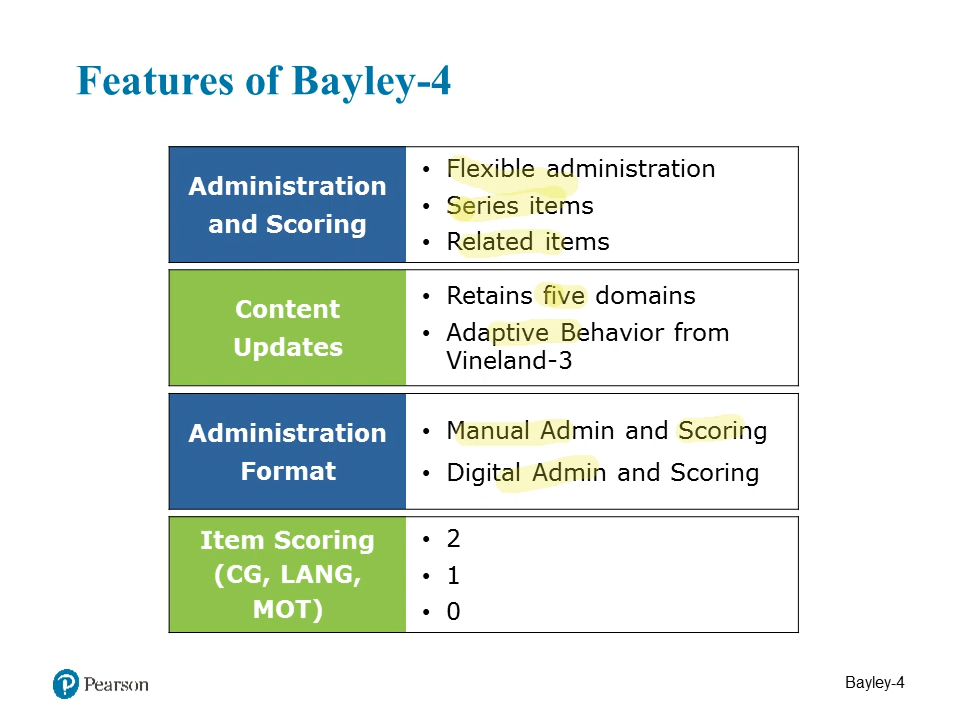 Features of Bayley-4
Administration
and Scoring
• Flexible administration
• Series items
• Related items
Content
Updates
• Retains five domains
• Adaptive Behavior from
Vineland-3
Administration
Format
• Manual Admin and Scoring
• Digital Admin and Scoring
Item Scoring
(CG, LANG,
MOT)
• 2
• 1
• 0
P Pearson
Bayley-4